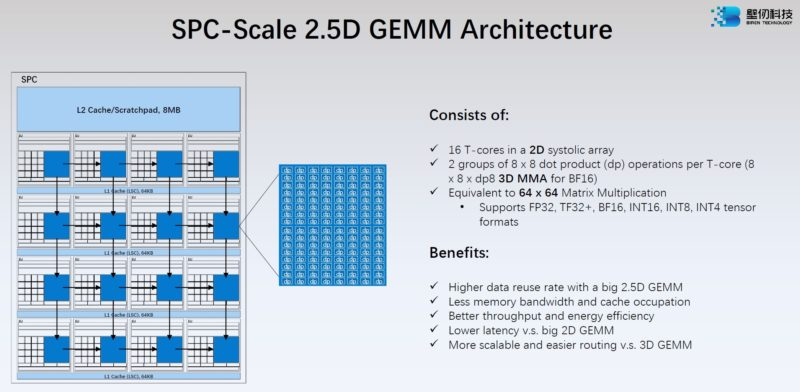 壁仞科技
BIREN TECHNOLOGY
SPC-Scale 2.5D GEMM Architecture
SPC
L2 Cache/Scratchpad, 8MB
L1 Cache (LSC), 64KB
L1 Cache (LSC), 64KB
L1 Cache (LSC), 64KB
L1 Cache (LSC), 64KB
Consists of:
✓ 16 T-cores in a 2D systolic array
✓ 2 groups of 8 x 8 dot product (dp) operations per T-core (8
x 8 x dp8 3D MMA for BF16)
✓ Equivalent to 64 x 64 Matrix Multiplication
• Supports FP32, TF32+, BF16, INT16, INT8, INT4 tensor
formats
Benefits:
✓ Higher data reuse rate with a big 2.5D GEMM
✓ Less memory bandwidth and cache occupation
✓ Better throughput and energy efficiency
✓ Lower latency v.s. big 2D GEMM
✓ More scalable and easier routing v.s. 3D GEMM